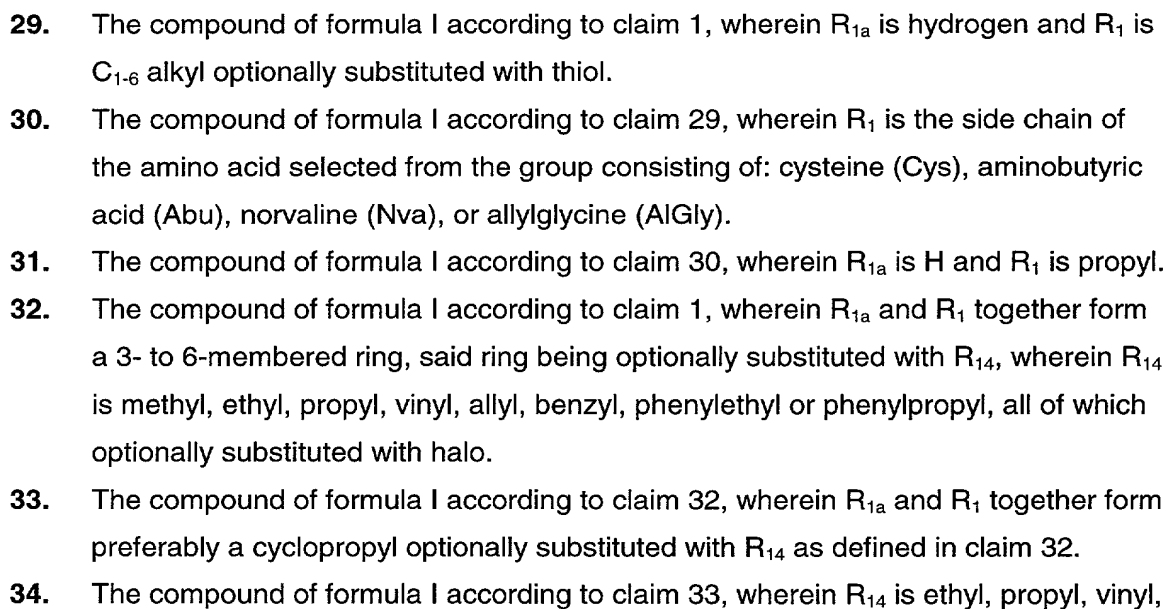 29. The compound of formula I according to claim 1, wherein R1a is hydrogen and R1 is
C1-6 alkyl optionally substituted with thiol.
30. The compound of formula I according to claim 29, wherein R1 is the side chain of
the amino acid selected from the group consisting of: cysteine (Cys), aminobutyric
acid (Abu), norvaline (Nva), or allylglycine (AlGly).
31. The compound of formula I according to claim 30, wherein R1a is H and R1 is propyl.
32. The compound of formula I according to claim 1, wherein R1a and R1 together form
a 3- to 6-membered ring, said ring being optionally substituted with R14, wherein R14
is methyl, ethyl, propyl, vinyl, allyl, benzyl, phenylethyl or phenylpropyl, all of which
optionally substituted with halo.
33. The compound of formula I according to claim 32, wherein R1a and R1 together form
preferably a cyclopropyl optionally substituted with R14 as defined in claim 32.
34. The compound of formula I according to claim 33, wherein R14 is ethyl, propyl, vinyl,